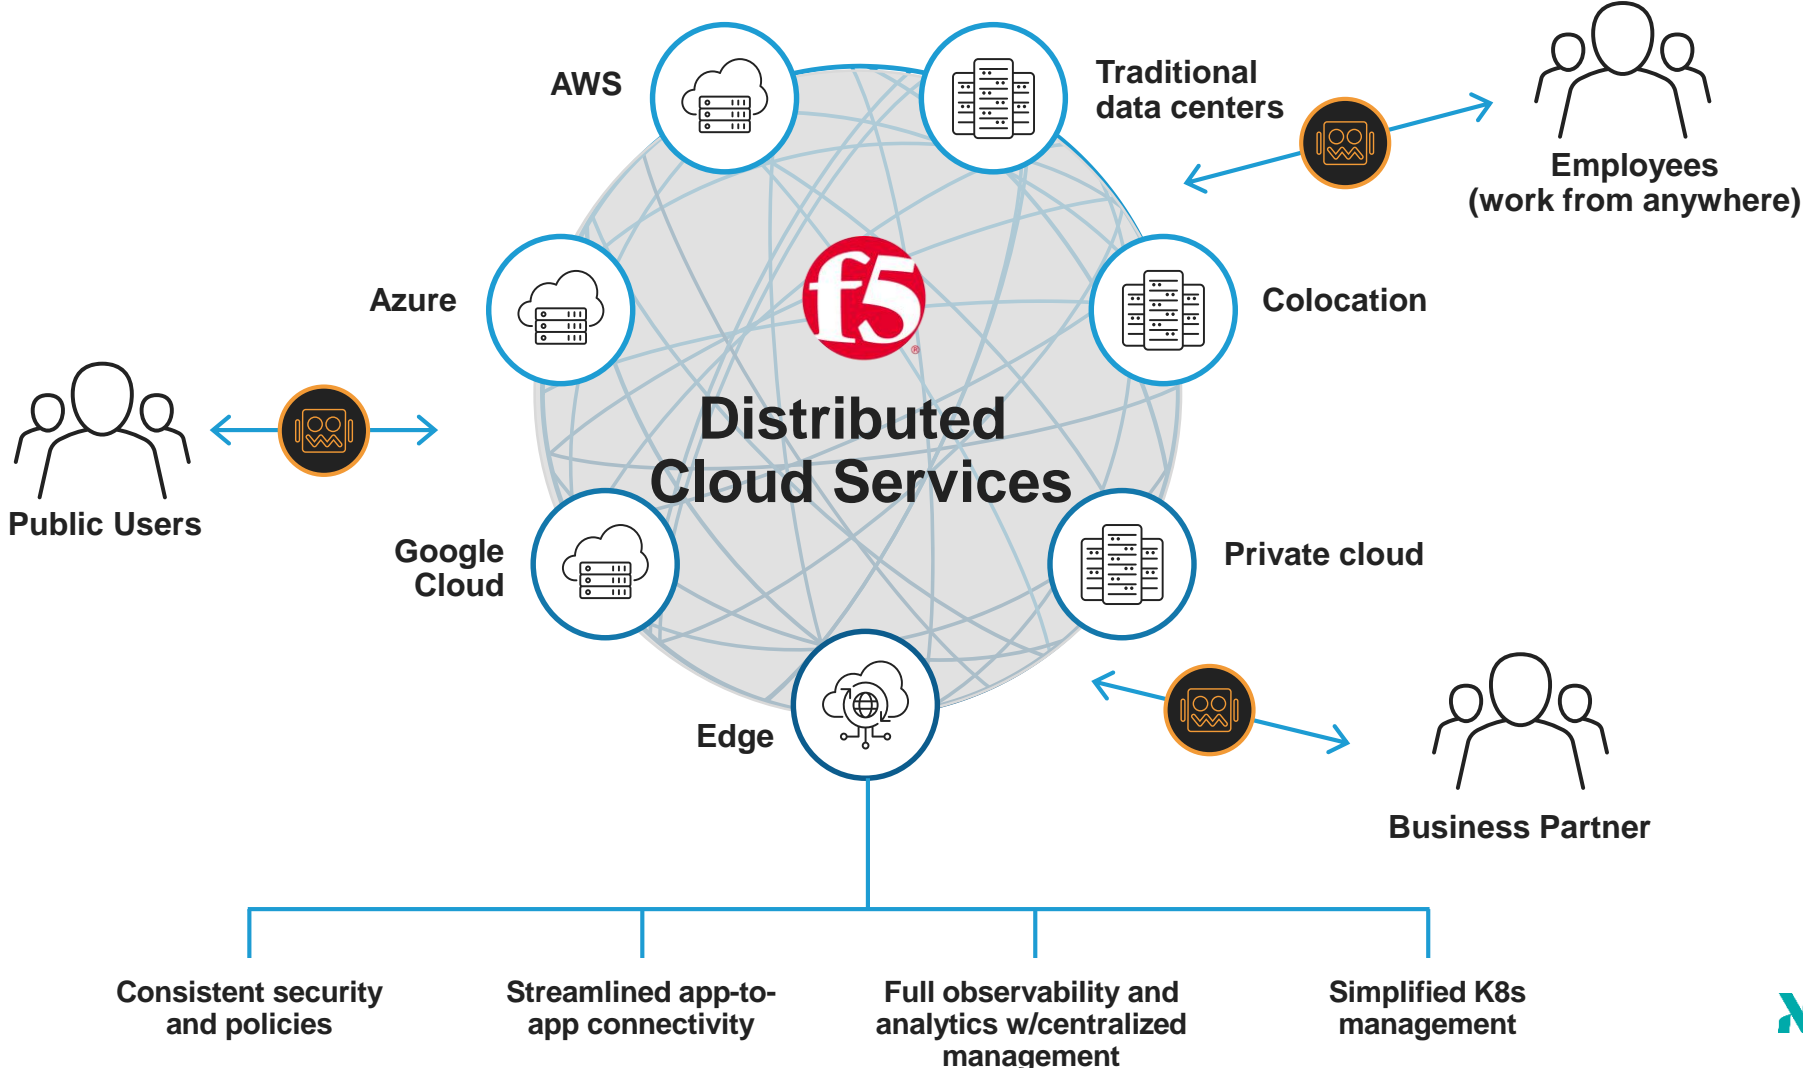 AWS
Traditional
data centers
Employees
(work from anywhere)
Azure
f5
®
Colocation
Distributed
Cloud Services
Public Users
Google
Cloud
Private cloud
Edge
Business Partner
Consistent security
and policies
Streamlined app-to-
app connectivity
Full observability and
analytics w/centralized
management
Simplified K8s
management